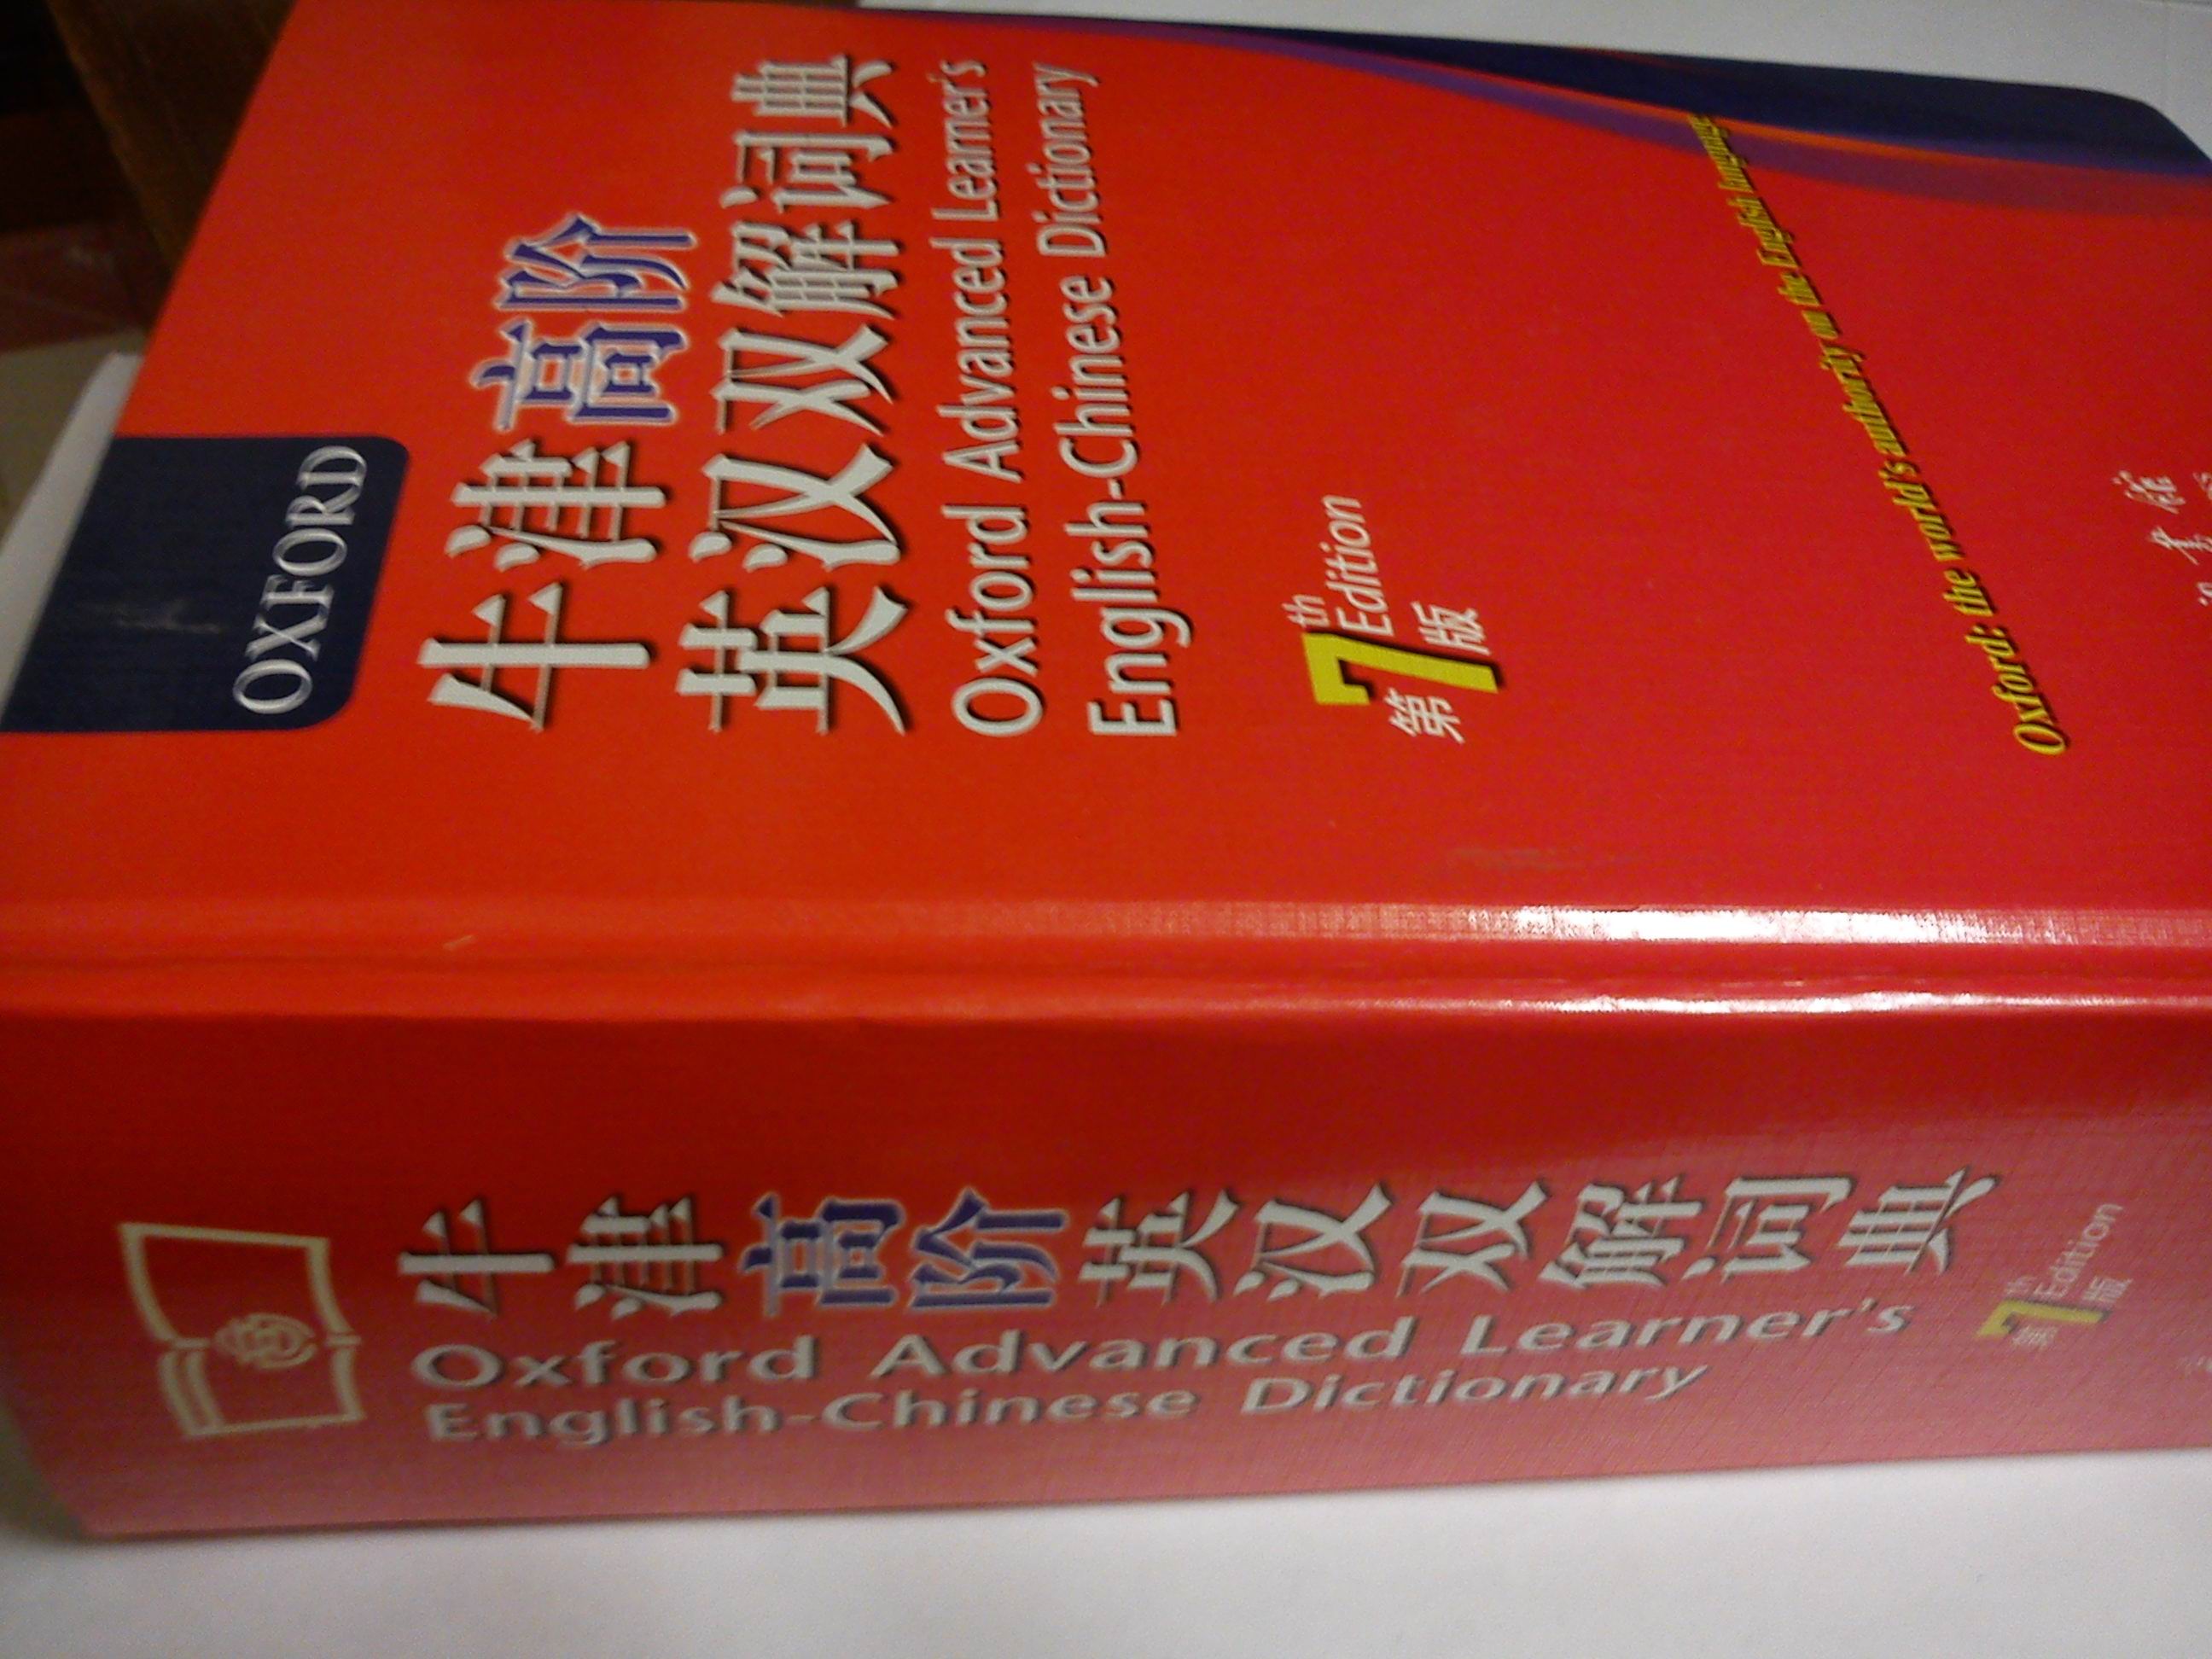 OXFORD
牛津高阶
英汉双解词典
Oxford Advanced Learner's
English-Chinese Dictionary
7th Edition
第7版
Oxford: the world's authority on the English language
书馆
牛津高阶英汉双解词典
Oxford Advanced Learner's
English-Chinese Dictionary
7th Edition
第7版